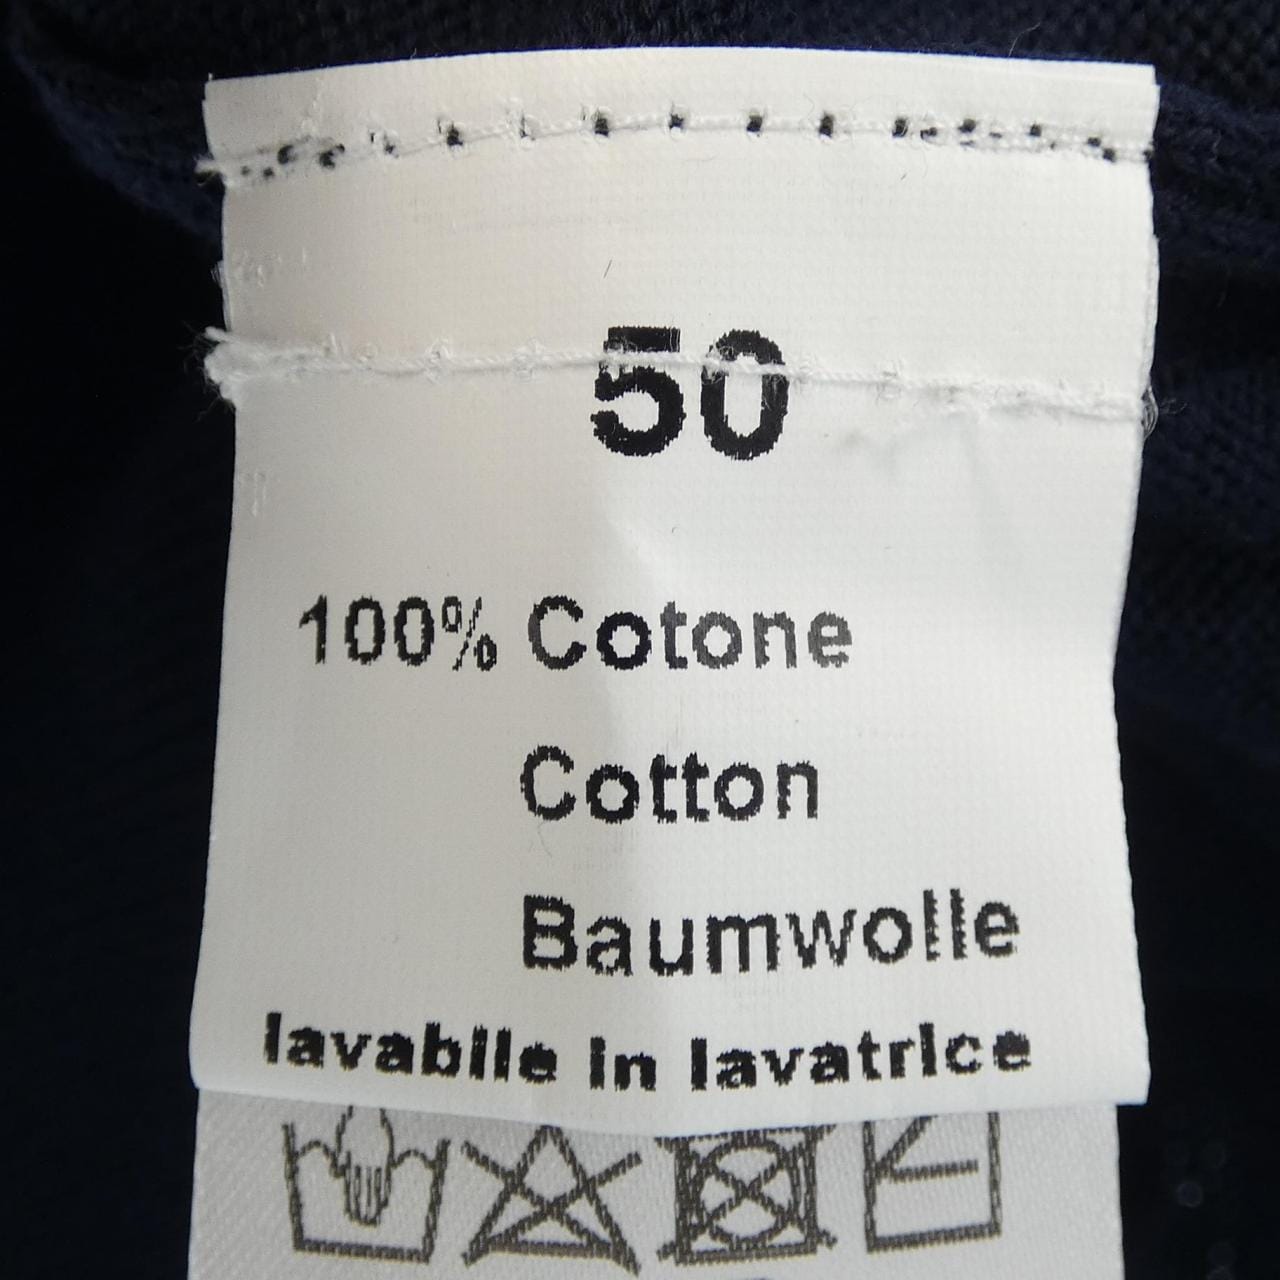 50
100% Cotone
Cotton
Baumwolle
lavabile in lavatrice